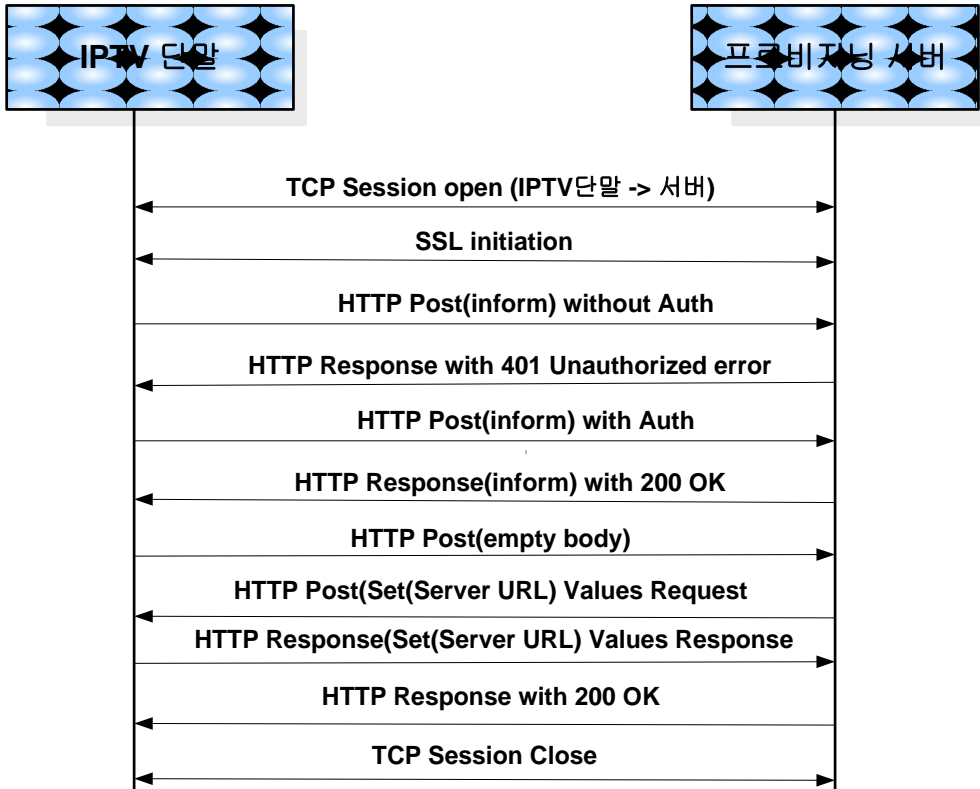 IPTV 단말
프로비저닝 서버
TCP Session open (IPTV단말 -> 서버)
SSL initiation
HTTP Post(inform) without Auth
HTTP Response with 401 Unauthorized error
HTTP Post(inform) with Auth
HTTP Response(inform) with 200 OK
HTTP Post(empty body)
HTTP Post(Set(Server URL) Values Request
HTTP Response(Set(Server URL) Values Response
HTTP Response with 200 OK
TCP Session Close